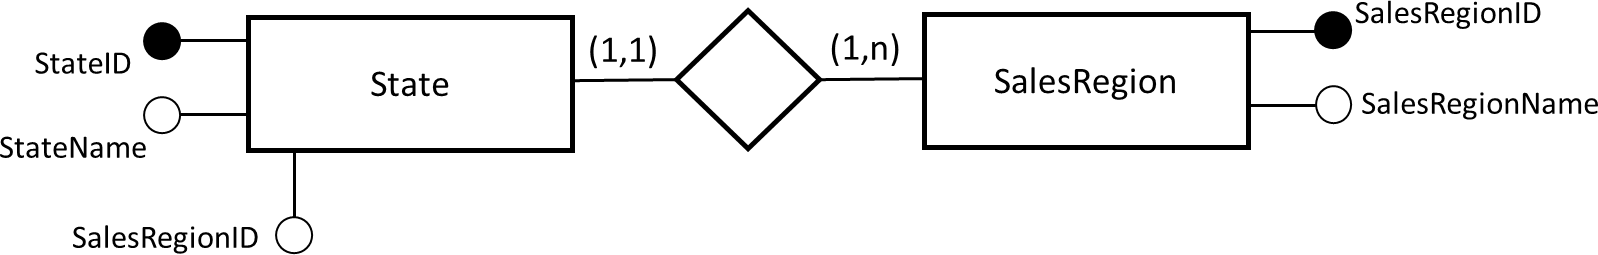 StateID
StateName
SalesRegionID
State
(1,1)
(1,n)
SalesRegion
SalesRegionID
SalesRegionName